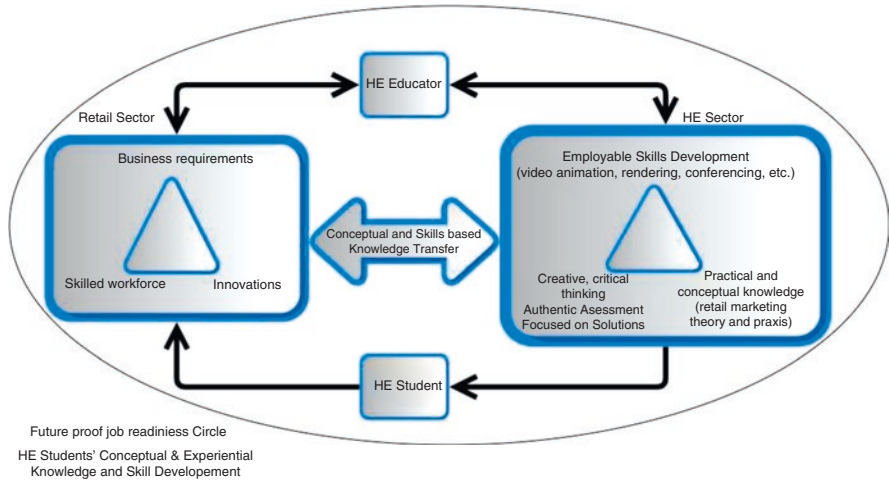 HE Educator
Retail Sector
HE Sector
Business requirements
Skilled workforce
Innovations
Conceptual and Skills based
Knowledge Transfer
Employable Skills Development
(video animation, rendering, conferencing, etc.)
Creative, critical
thinking
Authentic Asessment
Focused on Solutions
Practical and
conceptual knowledge
(retail marketing
theory and praxis)
HE Student
Future proof job readiniess Circle
HE Students' Conceptual & Experiential
Knowledge and Skill Developement